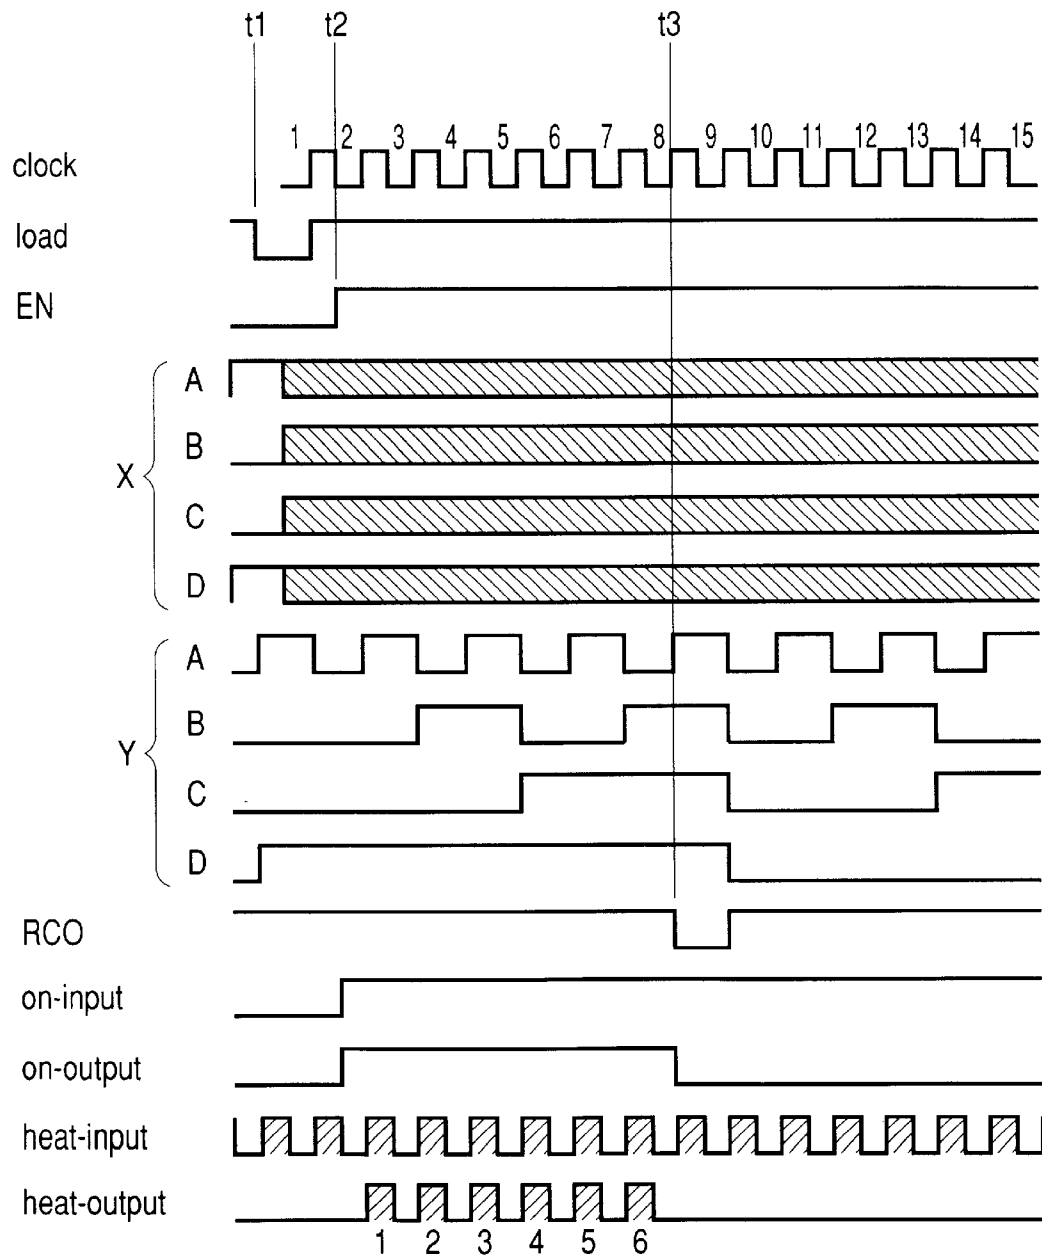 t1 t2 t3
1 2 3 4 5 6 7 8 9 10 11 12 13 14 15
clock
load
EN
X
A
B
C
D
Y
A
B
C
D
RCO
on-input
on-output
heat-input
heat-output
1 2 3 4 5 6